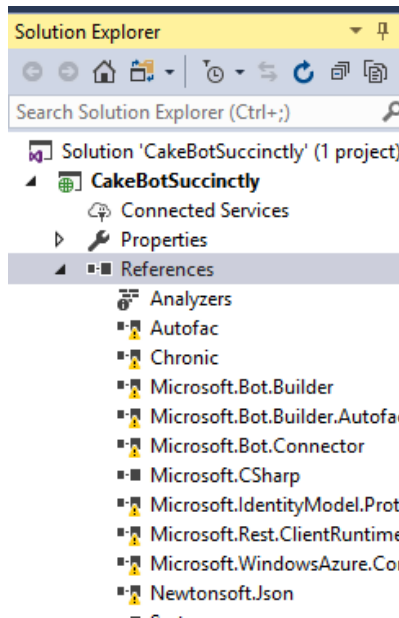 Solution Explorer
Search Solution Explorer (Ctrl+;)
Solution 'CakeBotSuccinctly' (1 project)
CakeBotSuccinctly
Connected Services
Properties
References
Analyzers
Autofac
Chronic
Microsoft.Bot.Builder
Microsoft.Bot.Builder.Autofac
Microsoft.Bot.Connector
Microsoft.CSharp
Microsoft.IdentityModel.Prot
Microsoft.Rest.ClientRuntime
Microsoft.WindowsAzure.Con
Newtonsoft.Json